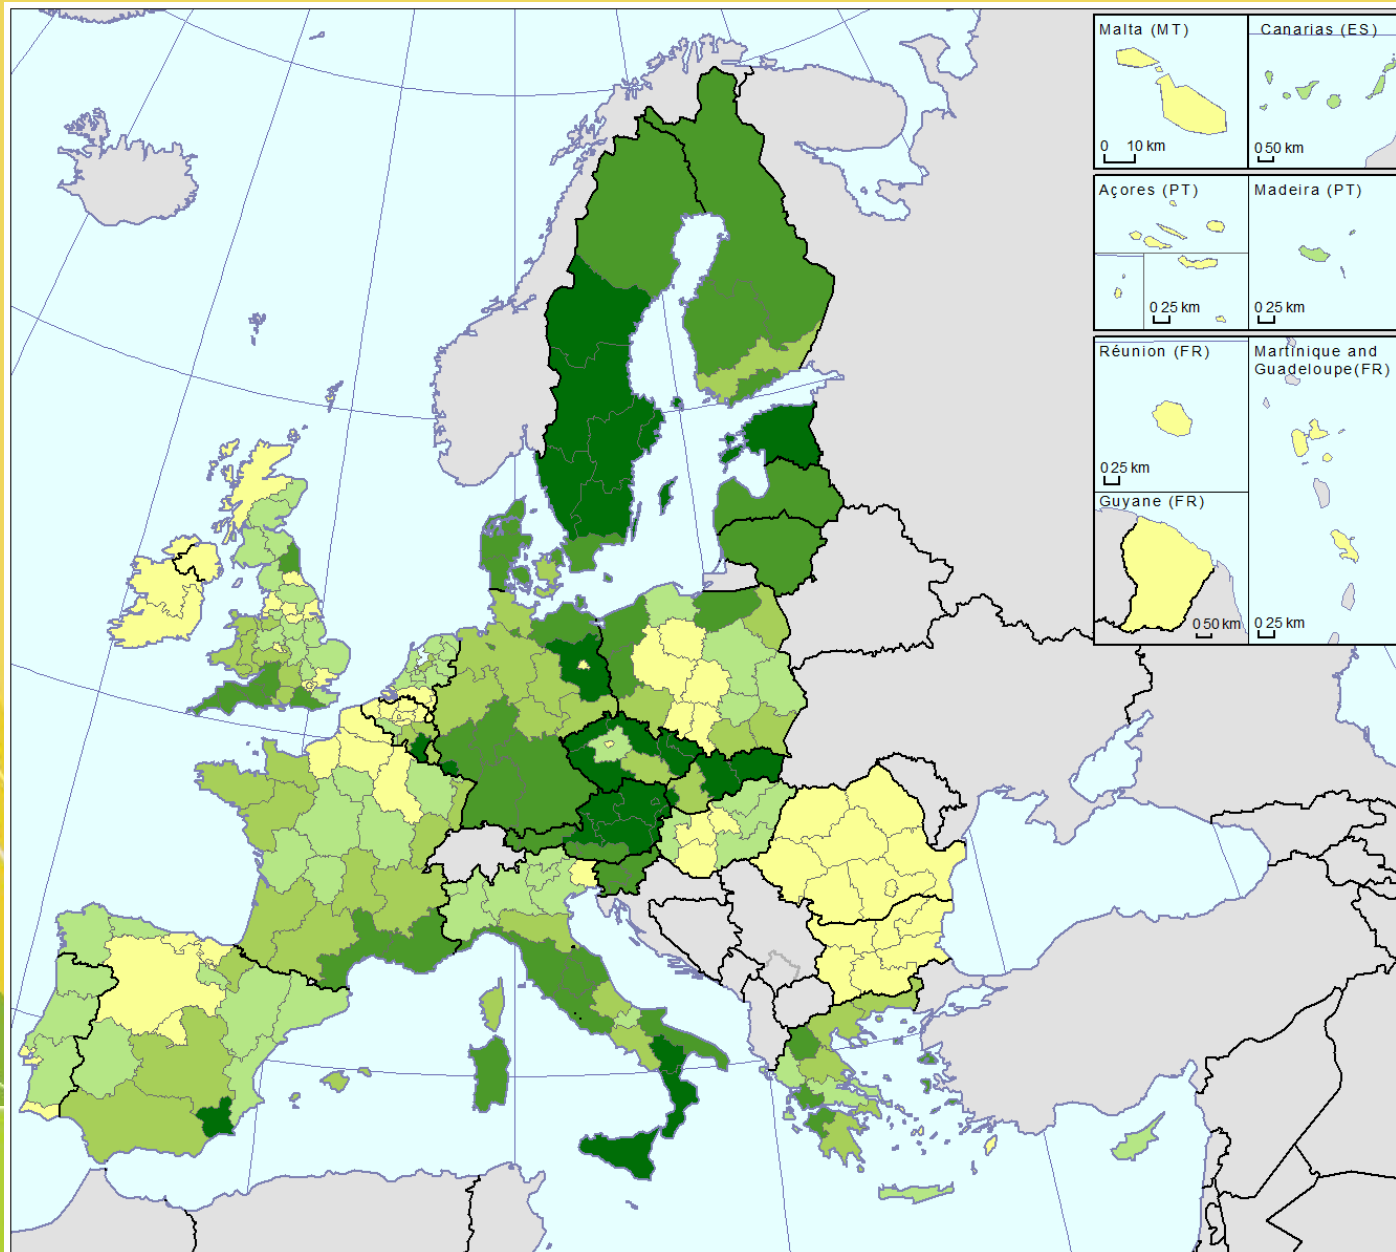 Malta (MT)
0 10 km
Canarias (ES)
0 50 km
Açores (PT)
0 25 km
Madeira (PT)
0 25 km
Réunion (FR)
0 25 km
Martinique and
Guadeloupe(FR)
0 25 km
Guyane (FR)
0 50 km